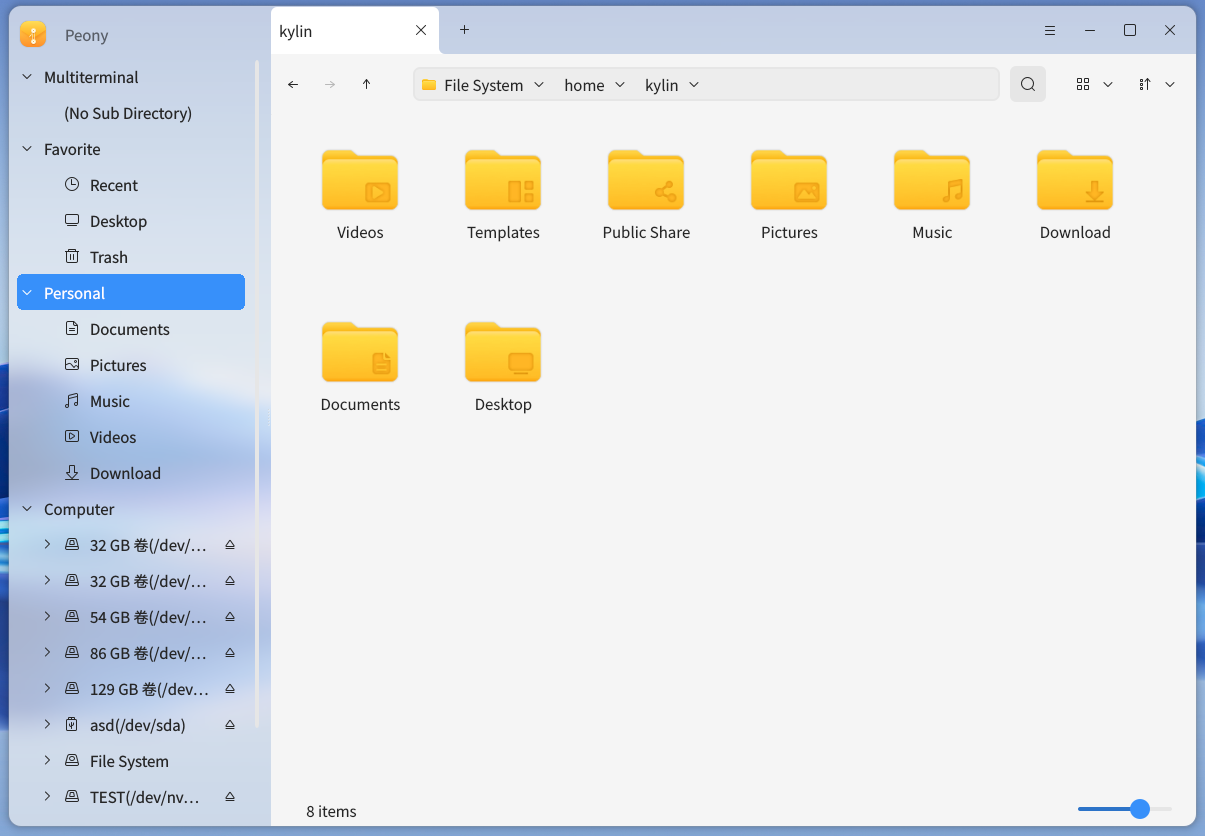 Peony
kylin
Multiterminal
(No Sub Directory)
Favorite
Recent
Desktop
Trash
Personal
Documents
Pictures
Music
Videos
Download
Computer
32 GB 卷(/dev/…
32 GB 卷(/dev/…
54 GB 卷(/dev/…
86 GB 卷(/dev/…
129 GB 卷(/dev…
asd(/dev/sda)
File System
TEST(/dev/nv…
File System home kylin
Videos Templates Public Share Pictures Music Download
Documents Desktop
8 items